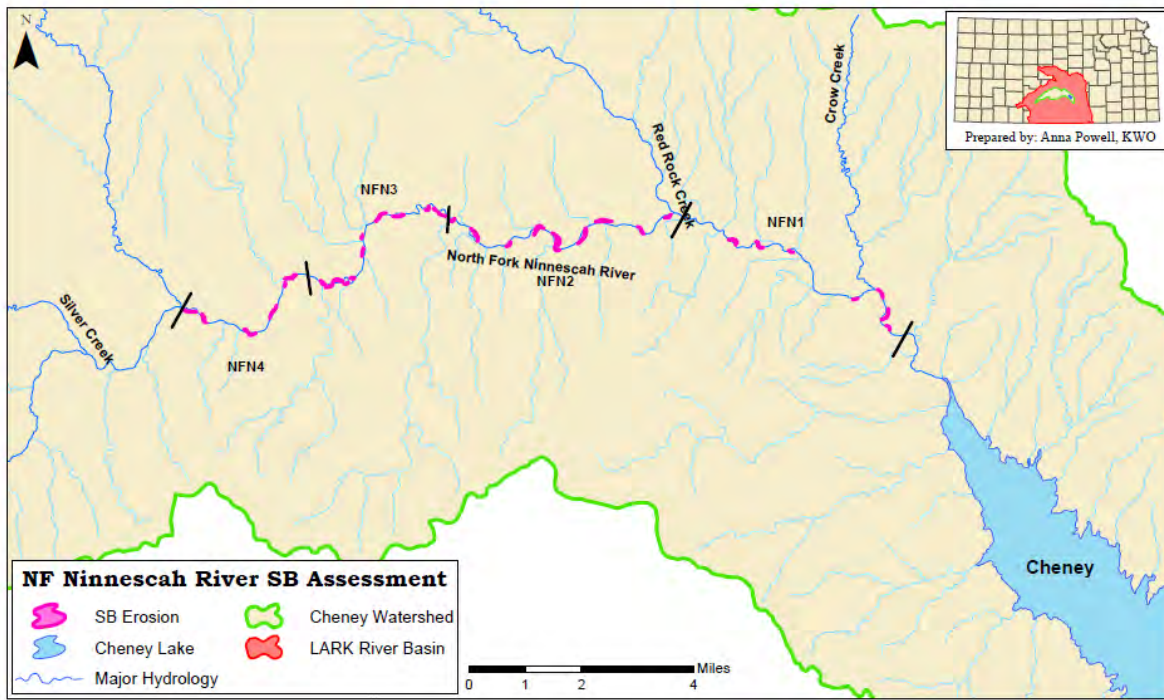 N
Prepared by: Anna Powell, KWO
Crow Creek
Red Rock Creek
NFN3
NFN1
North Fork Ninnescah River
NFN2
Silver Creek
NFN4
Cheney
NF Ninnescah River SB Assessment
SB Erosion
Cheney Watershed
Cheney Lake
LARK River Basin
Major Hydrology
Miles
0 1 2 4